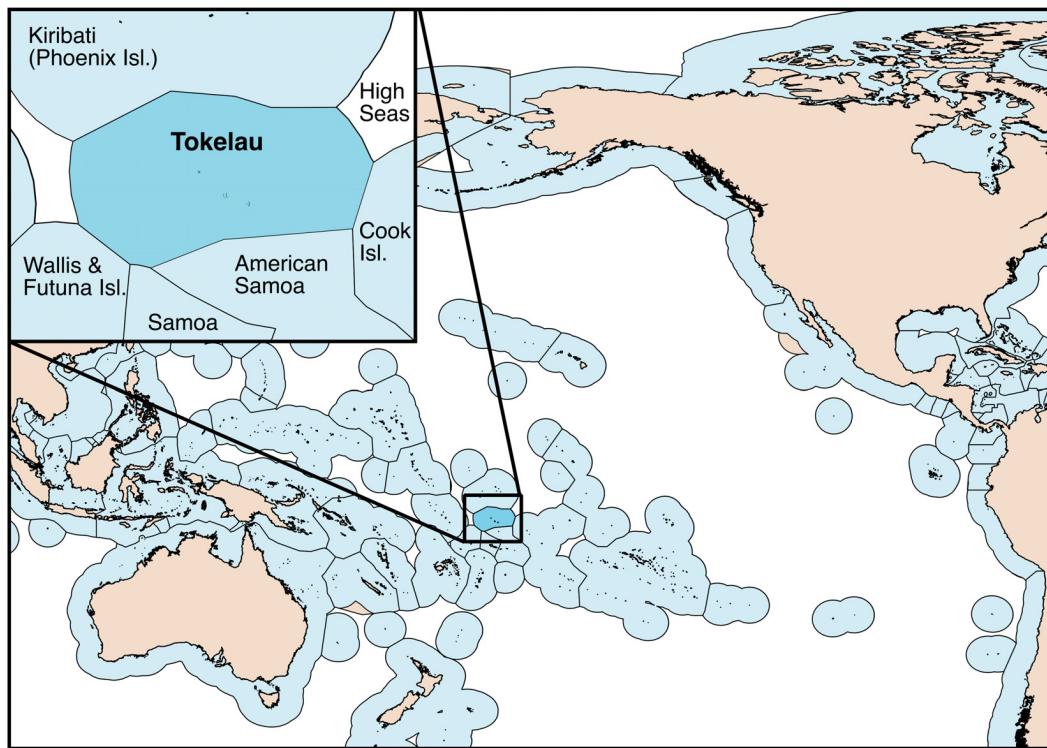 Kiribati
(Phoenix Isl.)
High
Seas
Tokelau
Cook
Isl.
Wallis &
Futuna Isl.
American
Samoa
Samoa